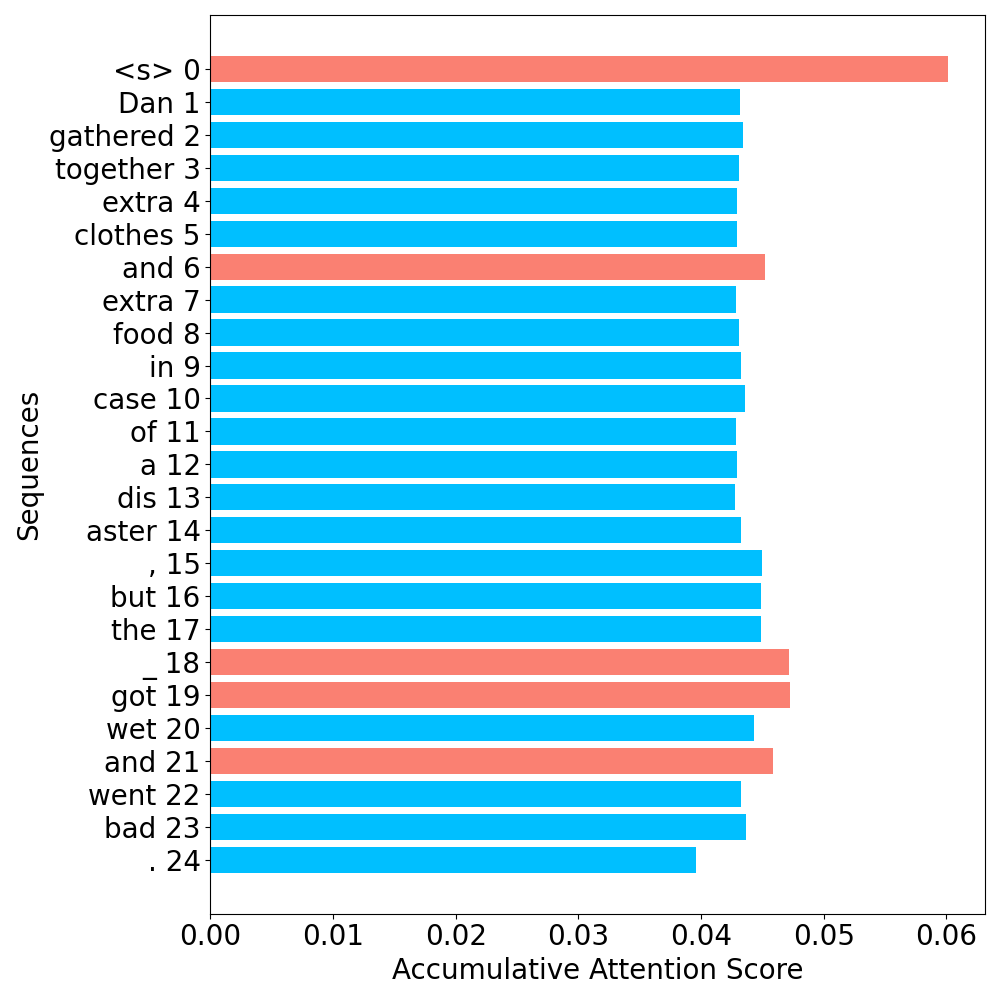 <s> 0
Dan 1
gathered 2
together 3
extra 4
clothes 5
and 6
extra 7
food 8
in 9
case 10
of 11
a 12
dis 13
aster 14
, 15
but 16
the 17
_ 18
got 19
wet 20
and 21
went 22
bad 23
. 24
Sequences
0.00 0.01 0.02 0.03 0.04 0.05 0.06
Accumulative Attention Score